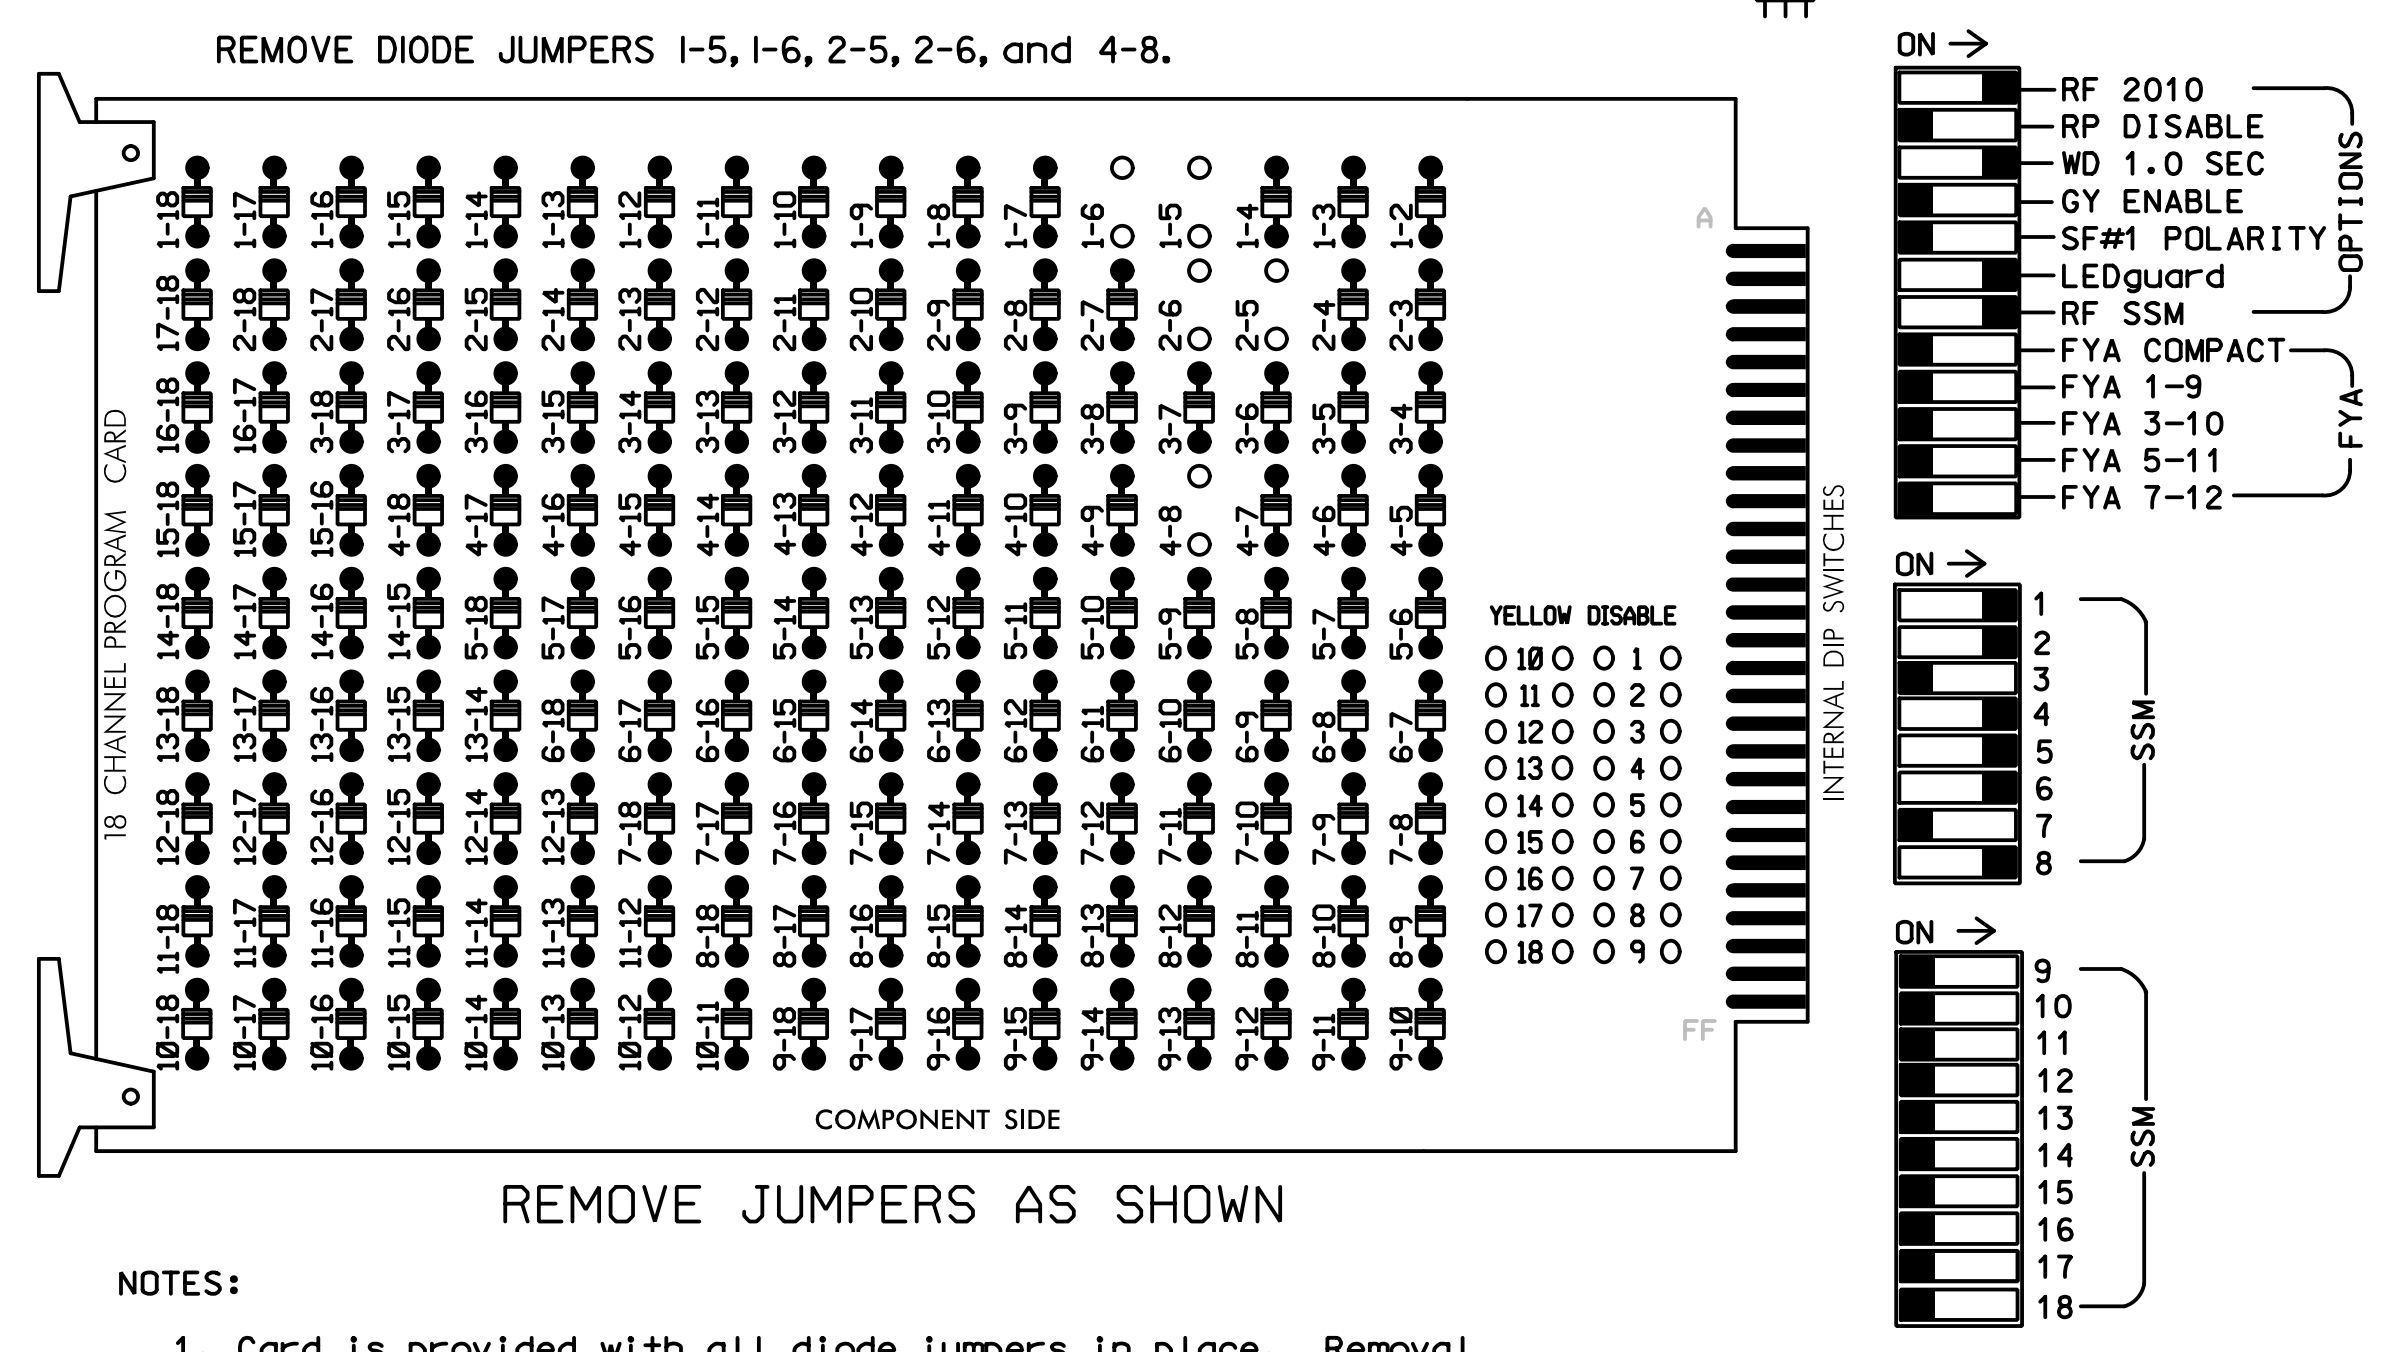 REMOVE DIODE JUMPERS 1-5, 1-6, 2-5, 2-6, and 4-8.
1-18 1-17 1-16 1-15 1-14 1-13 1-12 1-11 1-10 1-9 1-8 1-7 1-6 1-5 1-4 1-3 1-2
17-18 2-18 2-17 2-16 2-15 2-14 2-13 2-12 2-11 2-10 2-9 2-8 2-7 2-6 2-5 2-4 2-3
16-18 16-17 3-18 3-17 3-16 3-15 3-14 3-13 3-12 3-11 3-10 3-9 3-8 3-7 3-6 3-5 3-4
15-18 15-17 15-16 4-18 4-17 4-16 4-15 4-14 4-13 4-12 4-11 4-10 4-9 4-8 4-7 4-6 4-5
14-18 14-17 14-16 14-15 5-18 5-17 5-16 5-15 5-14 5-13 5-12 5-11 5-10 5-9 5-8 5-7 5-6
13-18 13-17 13-16 13-15 13-14 6-18 6-17 6-16 6-15 6-14 6-13 6-12 6-11 6-10 6-9 6-8 6-7
12-18 12-17 12-16 12-15 12-14 12-13 7-18 7-17 7-16 7-15 7-14 7-13 7-12 7-11 7-10 7-9 7-8
11-18 11-17 11-16 11-15 11-14 11-13 11-12 8-18 8-17 8-16 8-15 8-14 8-13 8-12 8-11 8-10 8-9
10-18 10-17 10-16 10-15 10-14 10-13 10-12 10-11 9-18 9-17 9-16 9-15 9-14 9-13 9-12 9-11 9-10
18 CHANNEL PROGRAM CARD
A
FF
YELLOW DISABLE
10 1
11 2
12 3
13 4
14 5
15 6
16 7
17 8
18 9
COMPONENT SIDE
INTERNAL DIP SWITCHES
REMOVE JUMPERS AS SHOWN
NOTES:
1. Card is provided with all diode jumpers in place. Removal
ON
RF 2010
RP DISABLE
WD 1.0 SEC
GY ENABLE
SF#1 POLARITY
LEDguard
RF SSM
OPTIONS
FYA COMPACT
FYA 1-9
FYA 3-10
FYA 5-11
FYA 7-12
FYA
ON
1
2
3
4
5
6
7
8
SSM
ON
9
10
11
12
13
14
15
16
17
18
SSM